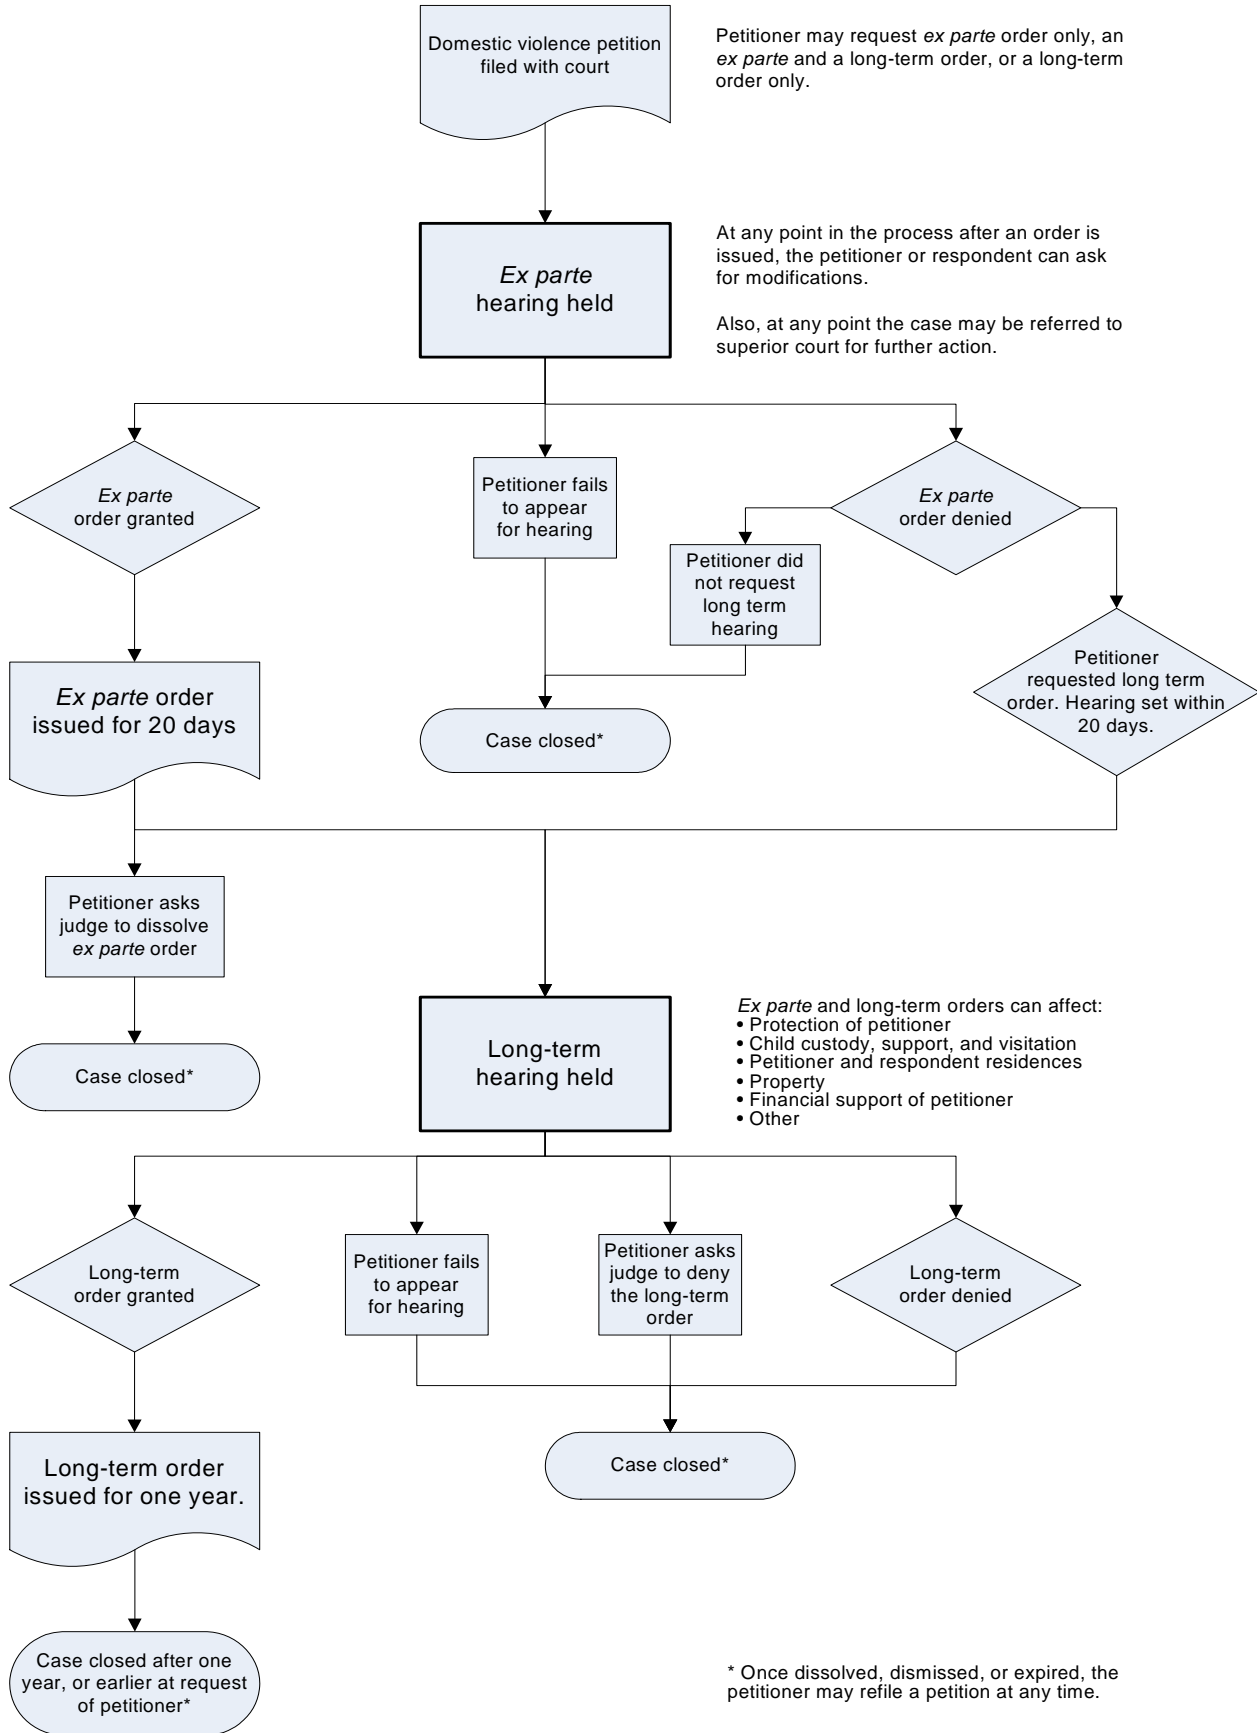 Domestic violence petition
filed with court
Petitioner may request ex parte order only, an
ex parte and a long-term order, or a long-term
order only.
Ex parte
hearing held
At any point in the process after an order is
issued, the petitioner or respondent can ask
for modifications.
Also, at any point the case may be referred to
superior court for further action.
Ex parte
order granted
Petitioner fails
to appear
for hearing
Ex parte
order denied
Petitioner did
not request
long term
hearing
Petitioner
requested long term
order. Hearing set within
20 days.
Ex parte order
issued for 20 days
Case closed*
Petitioner asks
judge to dissolve
ex parte order
Case closed*
Long-term
hearing held
Ex parte and long-term orders can affect:
• Protection of petitioner
• Child custody, support, and visitation
• Petitioner and respondent residences
• Property
• Financial support of petitioner
• Other
Long-term
order granted
Petitioner fails
to appear
for hearing
Petitioner asks
judge to deny
the long-term
order
Long-term
order denied
Long-term order
issued for one year.
Case closed*
Case closed after one
year, or earlier at request
of petitioner*
* Once dissolved, dismissed, or expired, the
petitioner may refile a petition at any time.